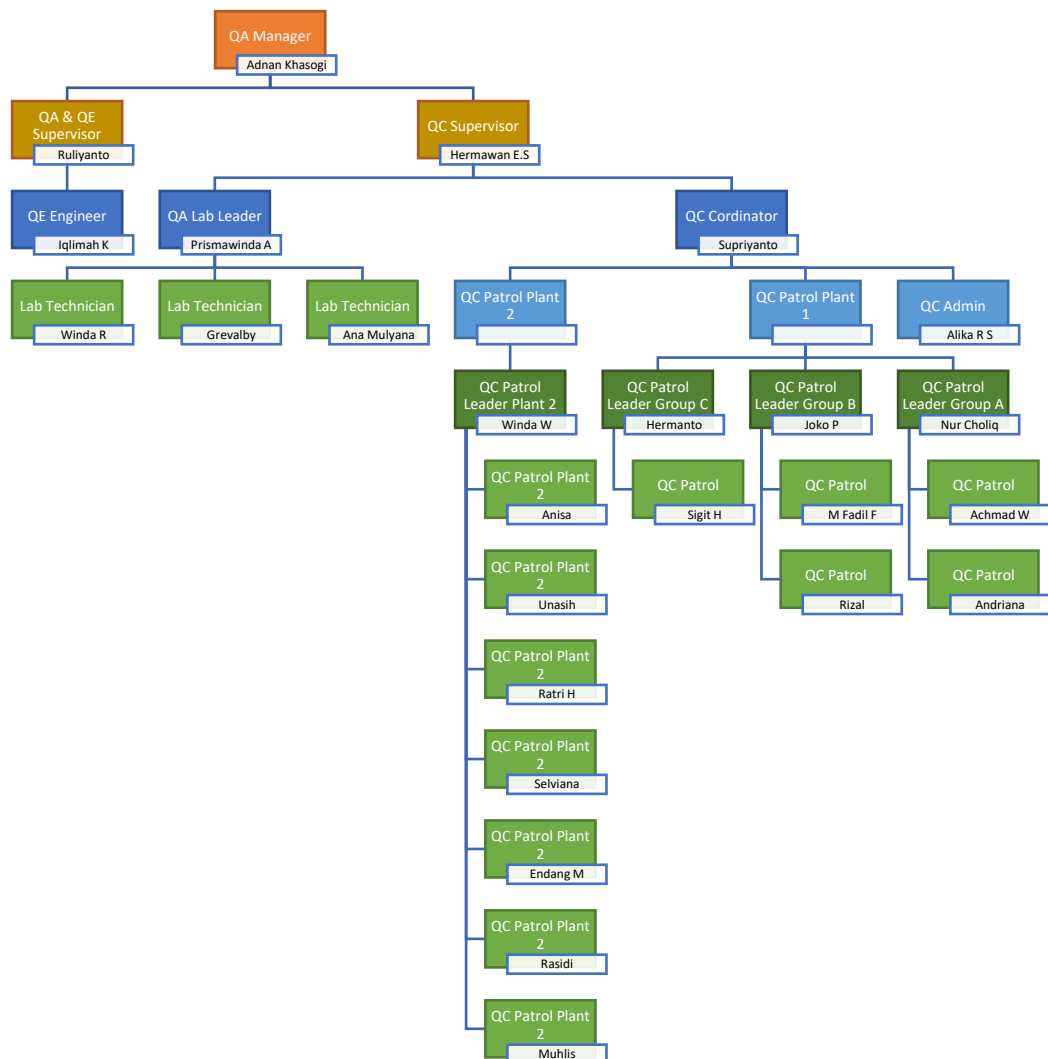 QA Manager
Adnan Khasogi
QA & QE
Supervisor
Ruliyanto
QC Supervisor
Hermawan E.S
QE Engineer
Iqlimah K
QA Lab Leader
Prismawinda A
QC Cordinator
Supriyanto
Lab Technician
Winda R
Lab Technician
Grevalby
Lab Technician
Ana Mulyana
QC Patrol Plant
2
QC Patrol Plant
1
QC Admin
Alika R S
QC Patrol
Leader Plant 2
Winda W
QC Patrol
Leader Group C
Hermanto
QC Patrol
Leader Group B
Joko P
QC Patrol
Leader Group A
Nur Choliq
QC Patrol Plant
2
Anisa
QC Patrol
Sigit H
QC Patrol
M Fadil F
QC Patrol
Achmad W
QC Patrol Plant
2
Unasih
QC Patrol
Rizal
QC Patrol
Andriana
QC Patrol Plant
2
Ratri H
QC Patrol Plant
2
Selviana
QC Patrol Plant
2
Endang M
QC Patrol Plant
2
Rasidi
QC Patrol Plant
2
Muhlis